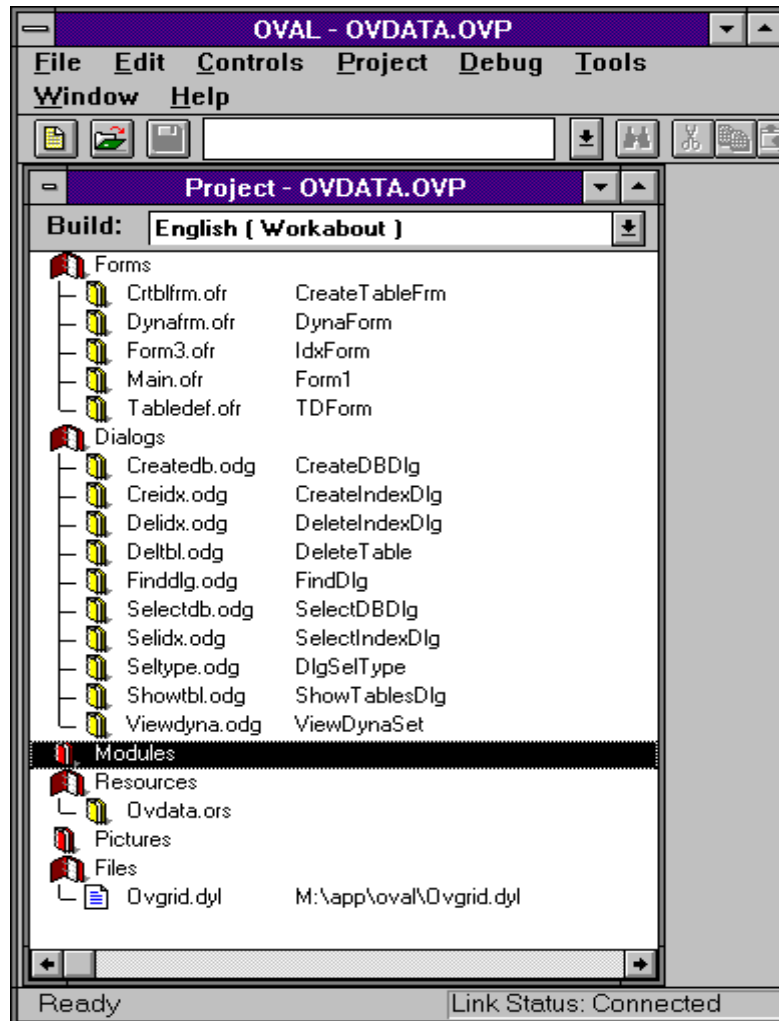 OVAL - OVDATA.OVP
File Edit Controls Project Debug Tools
Window Help
Project - OVDATA.OVP
Build: English ( Workabout )
Forms
Crtblfrm.ofr CreateTableFrm
Dynafrm.ofr DynaForm
Form3.ofr IdxForm
Main.ofr Form1
Tabledef.ofr TDForm
Dialogs
Createdb.odg CreateDBDlg
Creidx.odg CreateIndexDlg
Delidx.odg DeleteIndexDlg
Deltbl.odg DeleteTable
Finddlg.odg FindDlg
Selectdb.odg SelectDBDlg
Selidx.odg SelectIndexDlg
Seltype.odg DlgSelType
Showtbl.odg ShowTablesDlg
Viewdyna.odg ViewDynaSet
Modules
Resources
Ovdata.ors
Pictures
Files
Ovgrid.dyl M:\app\oval\Ovgrid.dyl
Ready Link Status: Connected